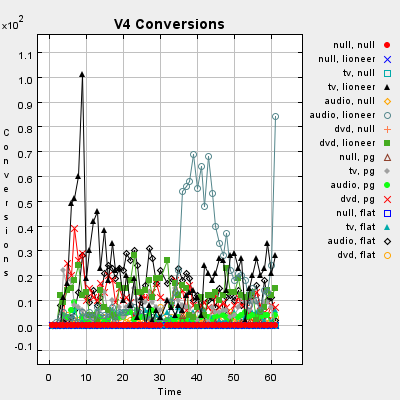 V4 Conversions
x10²
1.1
1.0
0.9
0.8
0.7
0.6
0.5
0.4
0.3
0.2
0.1
0.0
-0.1
Conversions
0 10 20 30 40 50 60
Time
null, null
null, lioneer
tv, null
tv, lioneer
audio, null
audio, lioneer
dvd, null
dvd, lioneer
null, pg
tv, pg
audio, pg
dvd, pg
null, flat
tv, flat
audio, flat
dvd, flat